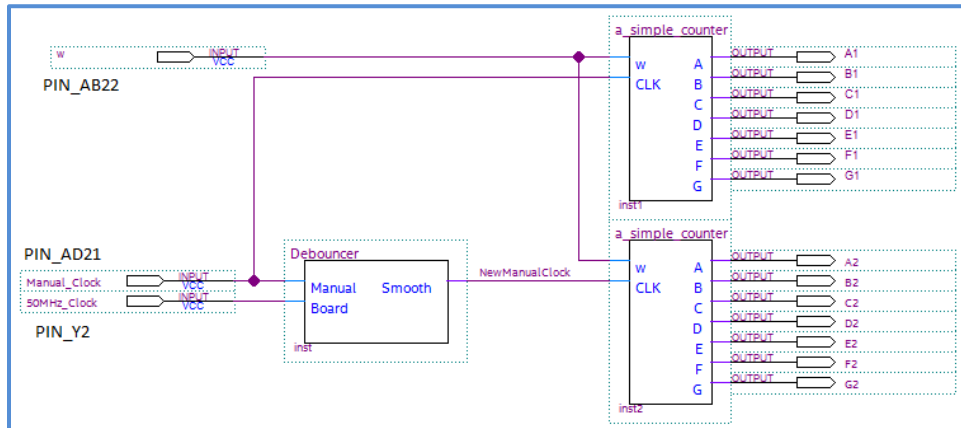 w
INPUT
VCC
PIN_AB22
a_simple_counter
w
CLK
A
B
C
D
E
F
G
inst1
OUTPUT
A1
OUTPUT
B1
OUTPUT
C1
OUTPUT
D1
OUTPUT
E1
OUTPUT
F1
OUTPUT
G1
PIN_AD21
Manual_Clock
INPUT
VCC
50MHz_Clock
INPUT
VCC
PIN_Y2
Debouncer
Manual
Board
Smooth
inst
NewManualClock
a_simple_counter
w
CLK
A
B
C
D
E
F
G
inst2
OUTPUT
A2
OUTPUT
B2
OUTPUT
C2
OUTPUT
D2
OUTPUT
E2
OUTPUT
F2
OUTPUT
G2